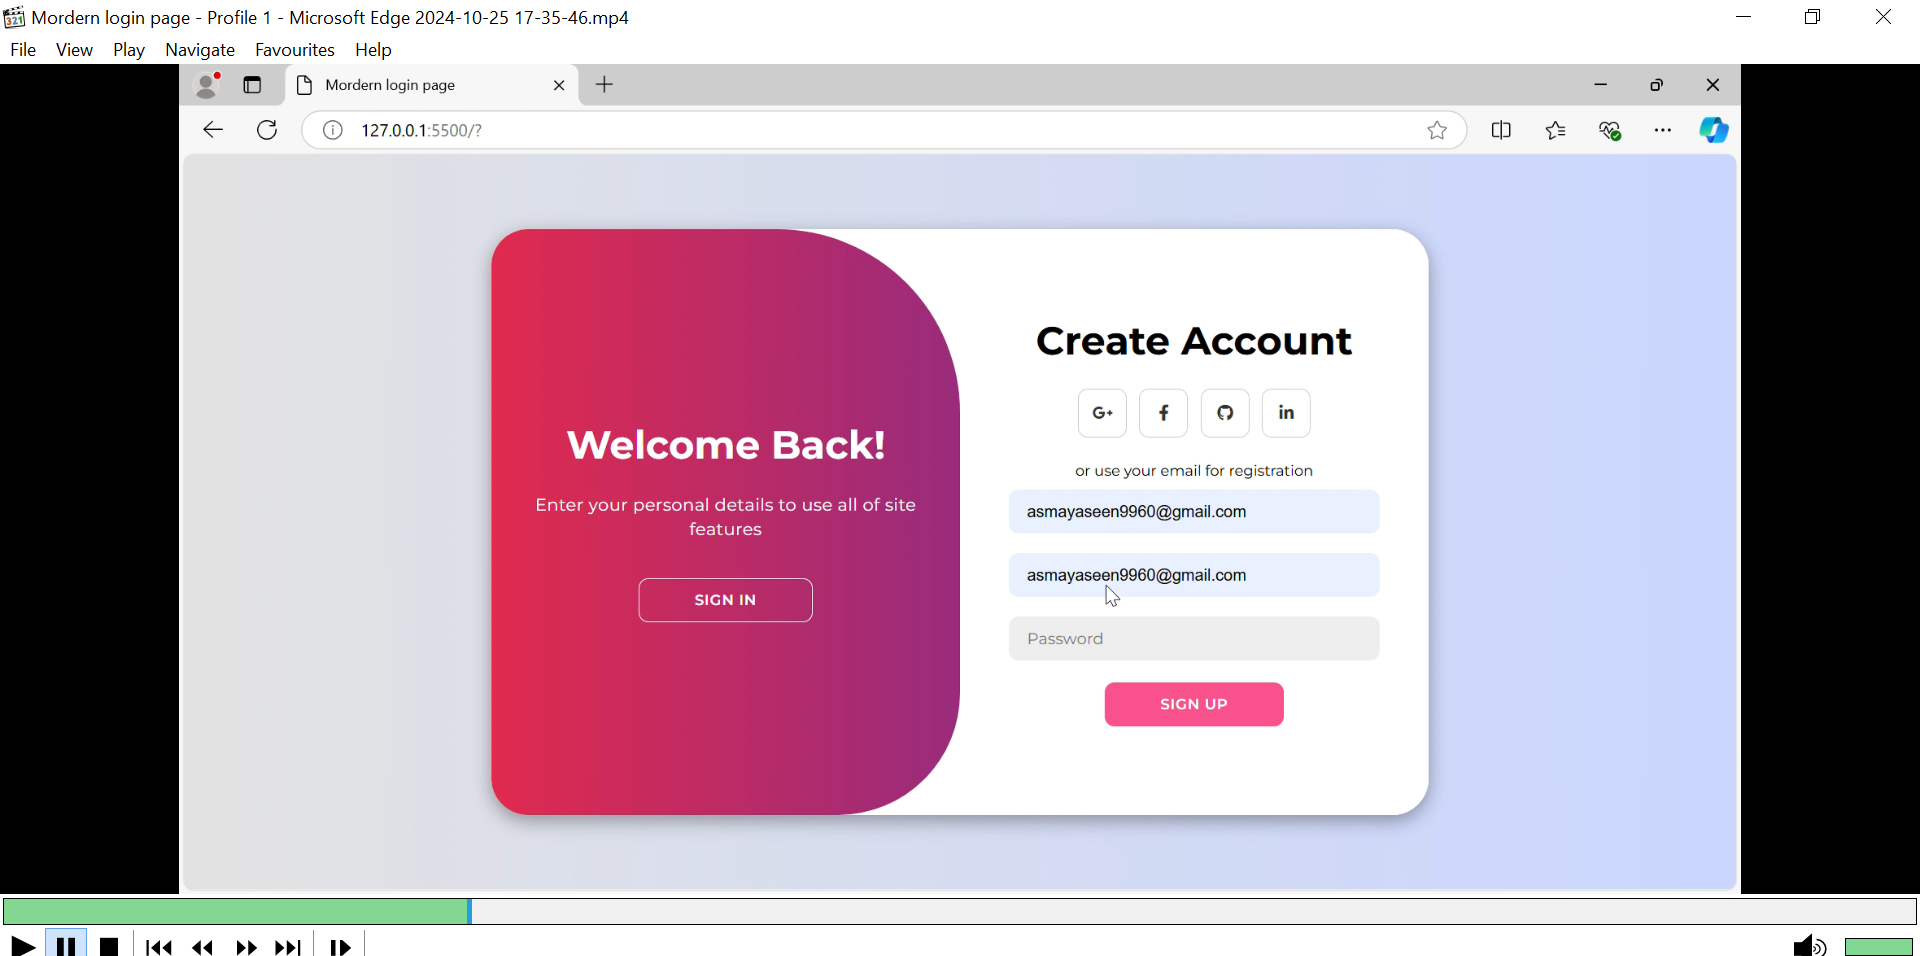 Mordern login page - Profile 1 - Microsoft Edge 2024-10-25 17-35-46.mp4
File View Play Navigate Favourites Help
Mordern login page
127.0.0.1:5500/?
Create Account
G+ f in
Welcome Back!
or use your email for registration
Enter your personal details to use all of site
features
asmayaseen9960@gmail.com
asmayaseen9960@gmail.com
SIGN IN
Password
SIGN UP